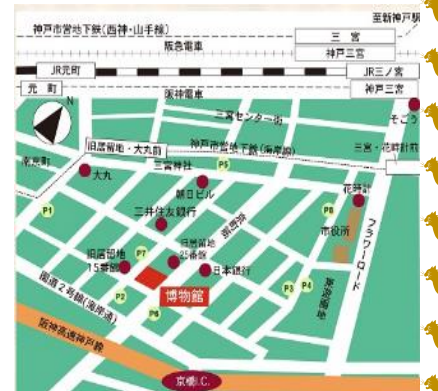 至新神戸駅
神戸市営地下鉄(西神・山手線)
三宮
阪急電車
神戸三宮
JR元町
JR三ノ宮
元町
阪神電車
神戸三宮
N
三宮センター街
そごう
旧居留地・大丸前
神戸市営地下鉄(海岸線)
三宮・花時計前
南京町
三宮神社
P5
大丸
朝日ビル
花時計
P1
三井住友銀行
京町筋
P8
市役所
フラワーロード
旧居留地
15番館
P7
旧居留地
25番館
日本銀行
東遊園地
国道2号線(海岸通)
P2
博物館
P3
P4
P6
阪神高速神戸線
京橋I.C.